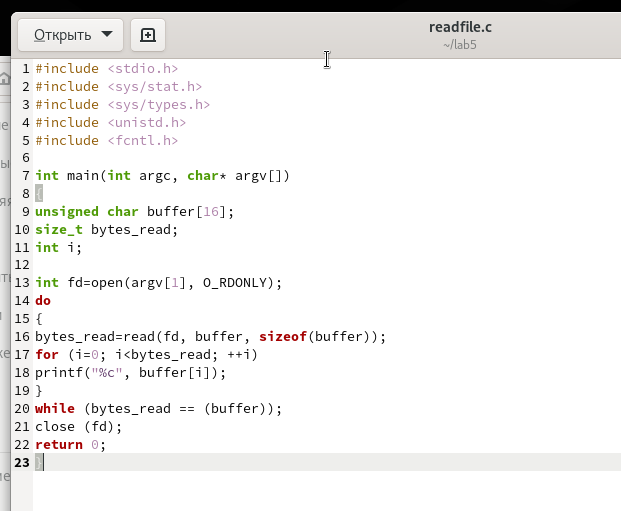 Открыть
readfile.c
~/lab5
1 #include <stdio.h>
2 #include <sys/stat.h>
3 #include <sys/types.h>
4 #include <unistd.h>
5 #include <fcntl.h>
6
7 int main(int argc, char* argv[])
8 {
9 unsigned char buffer[16];
10 size_t bytes_read;
11 int i;
12
13 int fd=open(argv[1], O_RDONLY);
14 do
15 {
16 bytes_read=read(fd, buffer, sizeof(buffer));
17 for (i=0; i<bytes_read; ++i)
18 printf("%c", buffer[i]);
19 }
20 while (bytes_read == (buffer));
21 close (fd);
22 return 0;
23 }